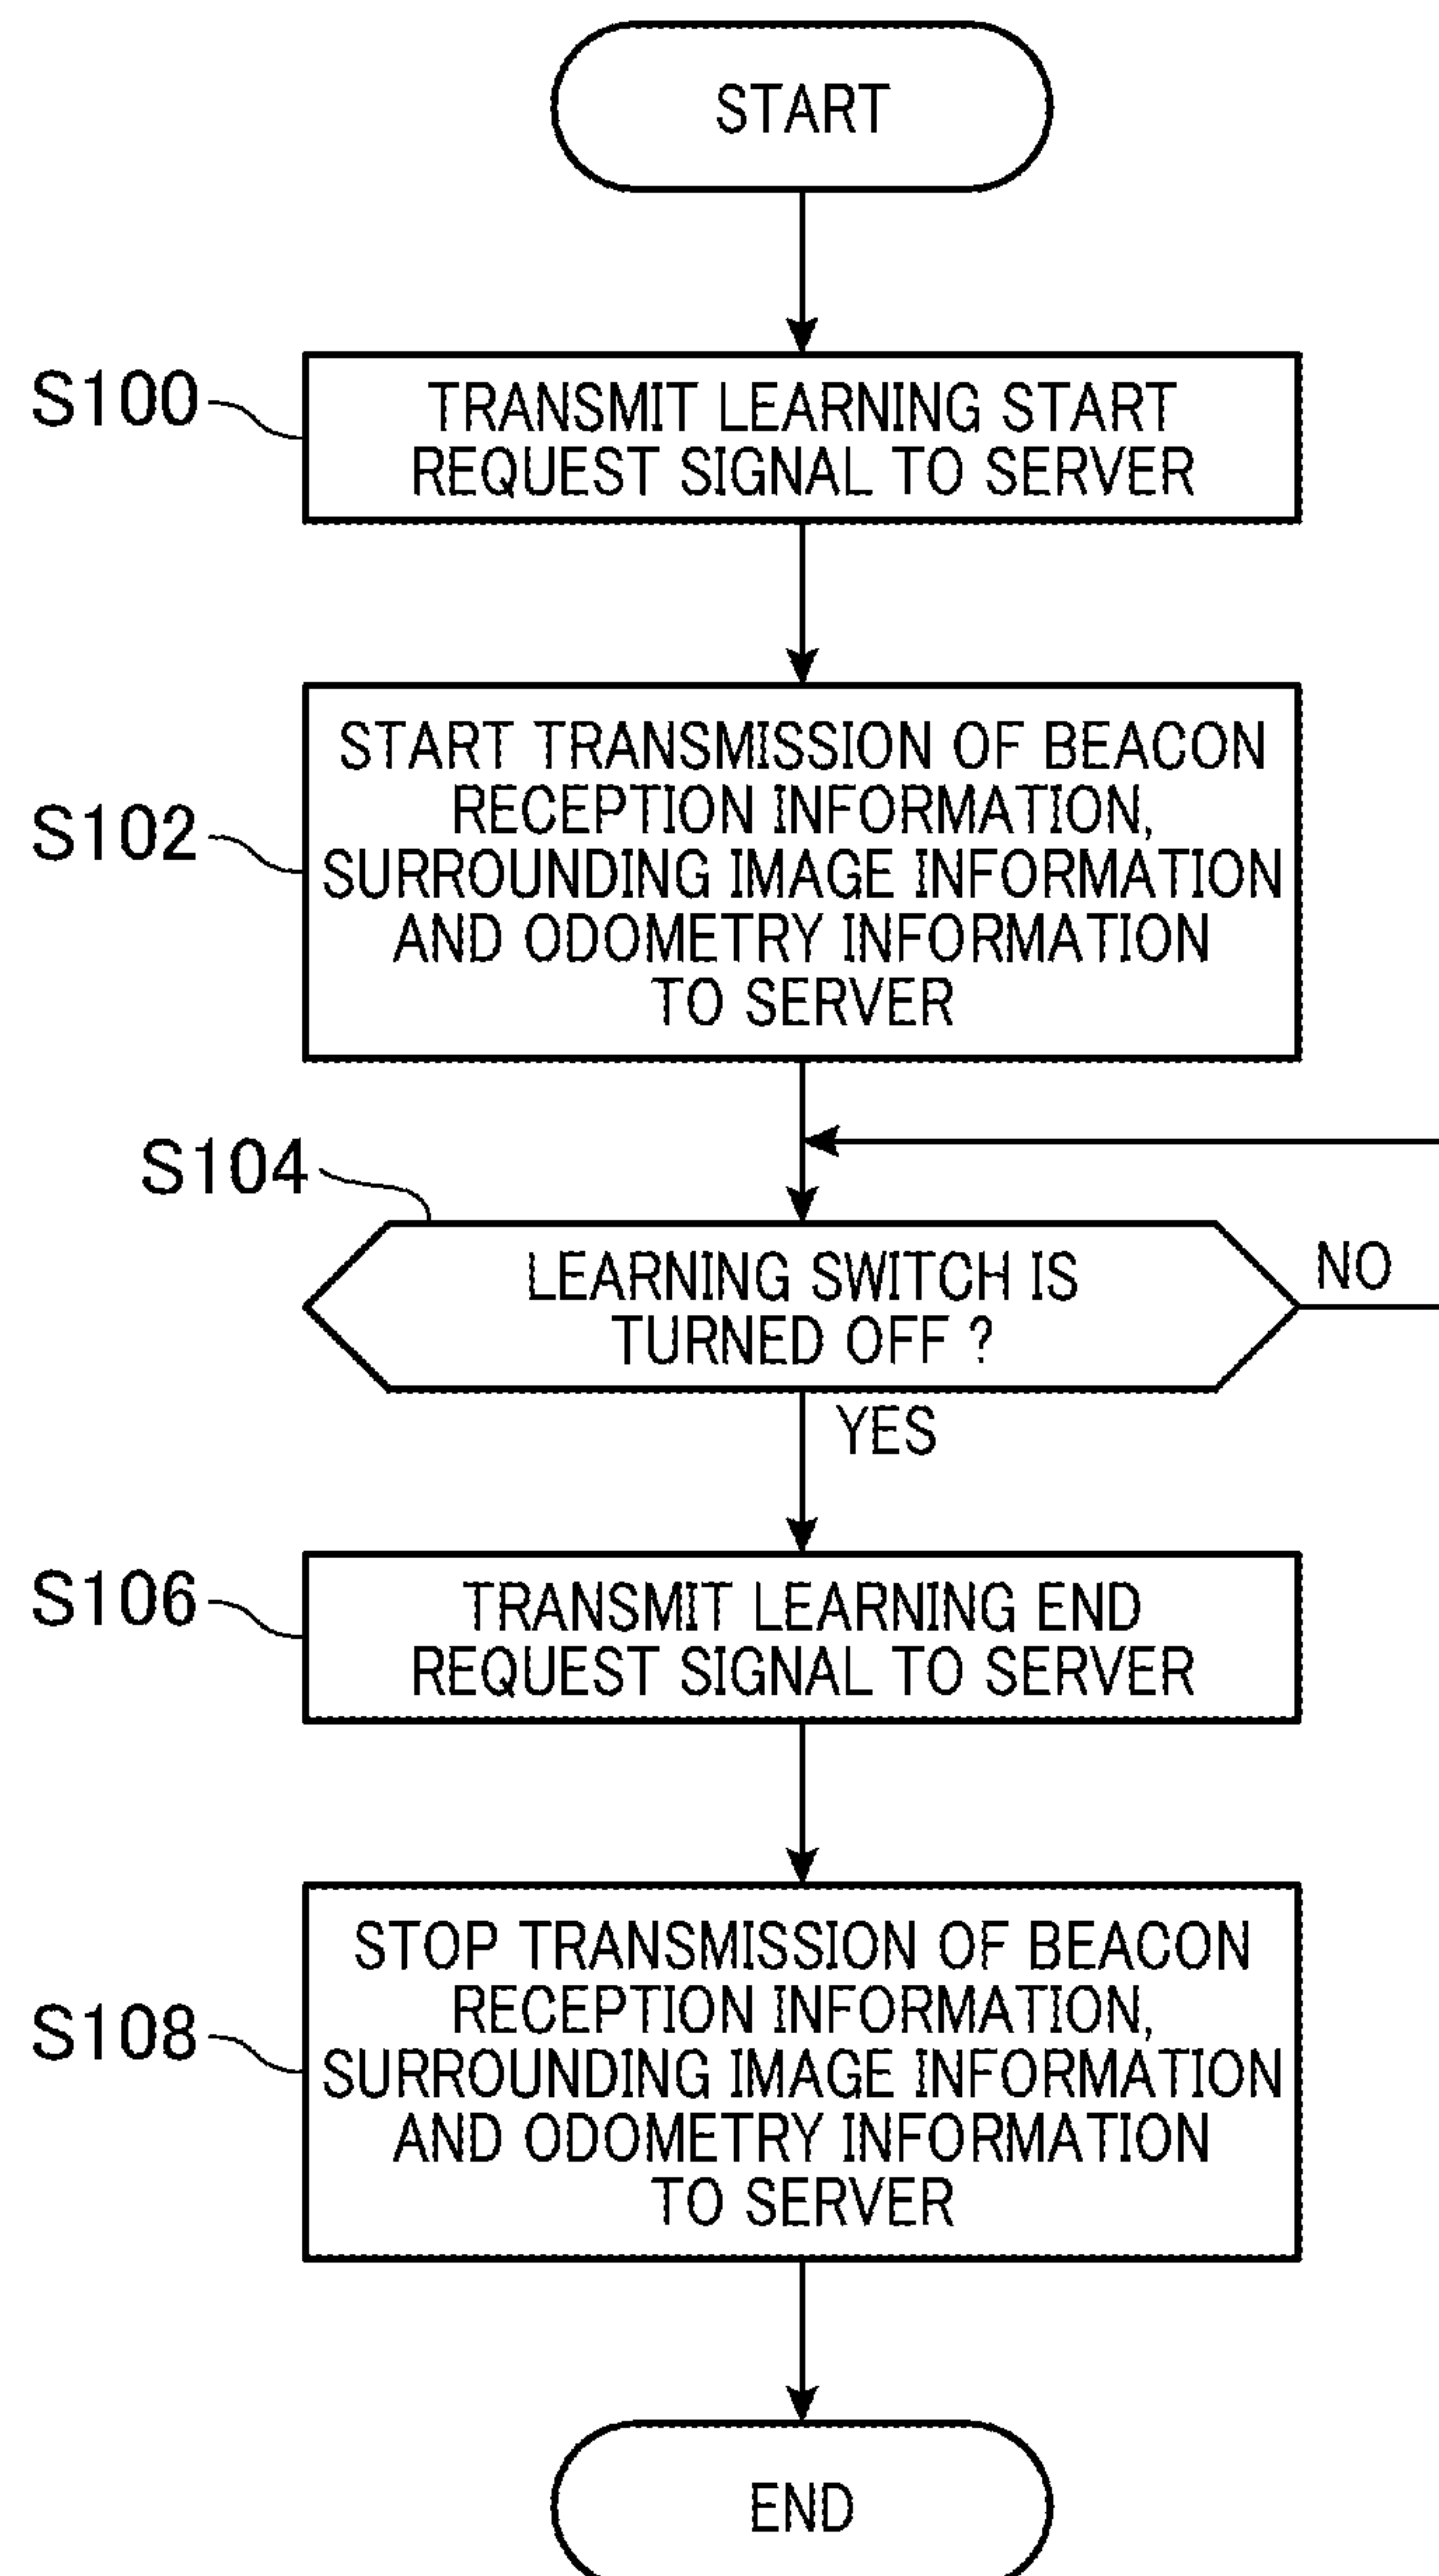 START
S100
TRANSMIT LEARNING START
REQUEST SIGNAL TO SERVER
S102
START TRANSMISSION OF BEACON
RECEPTION INFORMATION,
SURROUNDING IMAGE INFORMATION
AND ODOMETRY INFORMATION
TO SERVER
S104
LEARNING SWITCH IS
TURNED OFF ?
NO
YES
S106
TRANSMIT LEARNING END
REQUEST SIGNAL TO SERVER
S108
STOP TRANSMISSION OF BEACON
RECEPTION INFORMATION,
SURROUNDING IMAGE INFORMATION
AND ODOMETRY INFORMATION
TO SERVER
END